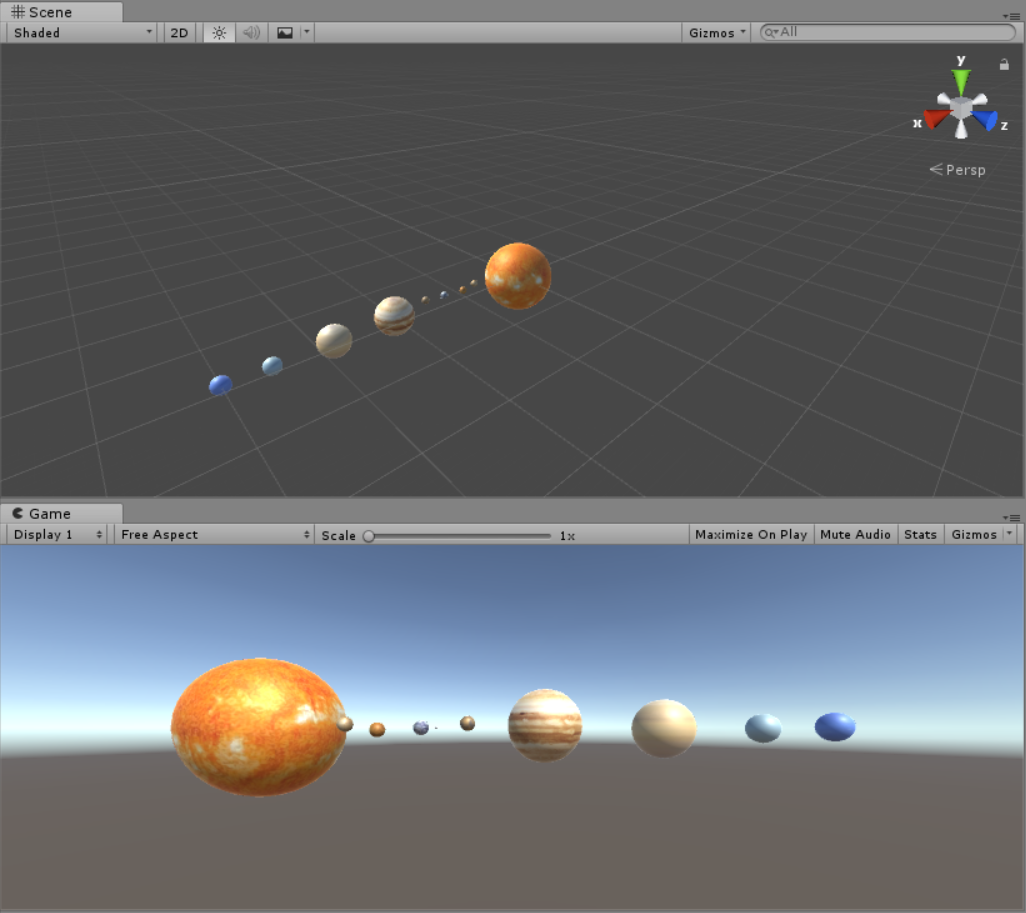 Scene
Shaded 2D Gizmos All
y
x z
Persp
Game
Display 1 Free Aspect Scale 1x Maximize On Play Mute Audio Stats Gizmos